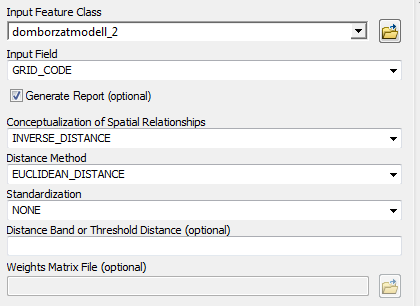 Input Feature Class
domborzatmodell_2
Input Field
GRID_CODE
Generate Report (optional)
Conceptualization of Spatial Relationships
INVERSE_DISTANCE
Distance Method
EUCLIDEAN_DISTANCE
Standardization
NONE
Distance Band or Threshold Distance (optional)
Weights Matrix File (optional)